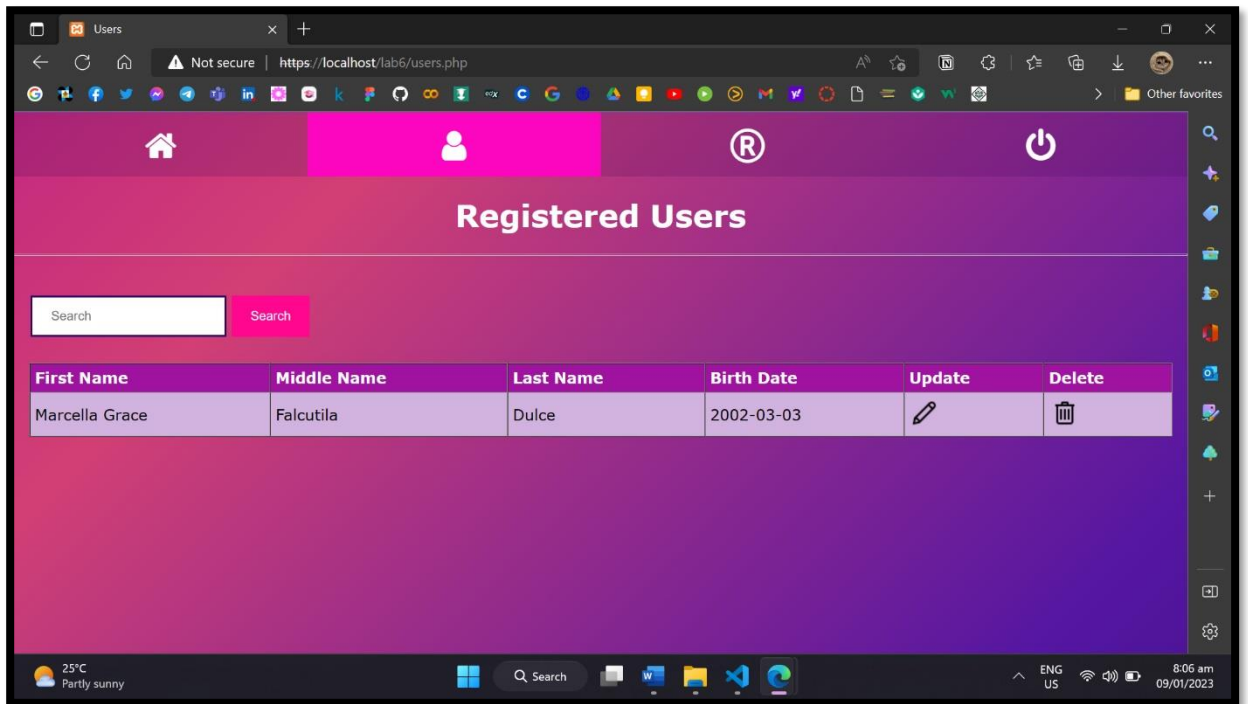 Users
Not secure | https://localhost/lab6/users.php
Other favorites
Registered Users
Search Search
First Name Middle Name Last Name Birth Date Update Delete
Marcella Grace Falcutila Dulce 2002-03-03
25°C
Partly sunny
Search
ENG
US
8:06 am
09/01/2023